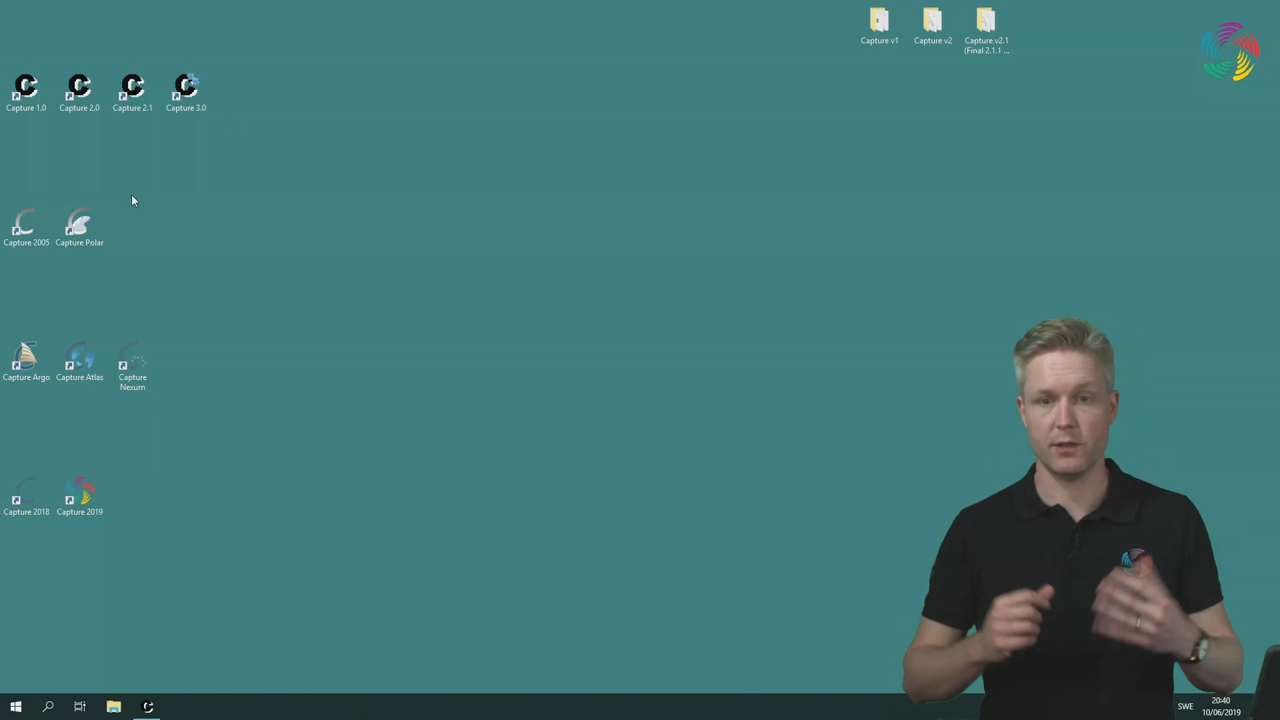 Capture v1
Capture v2
Capture v2.1
(Final 2.1.1 ...
Capture 1.0
Capture 2.0
Capture 2.1
Capture 3.0
Capture 2005
Capture Polar
Capture Argo
Capture Atlas
Capture
Nexum
Capture 2018
Capture 2019
SWE
20:40
10/06/2019